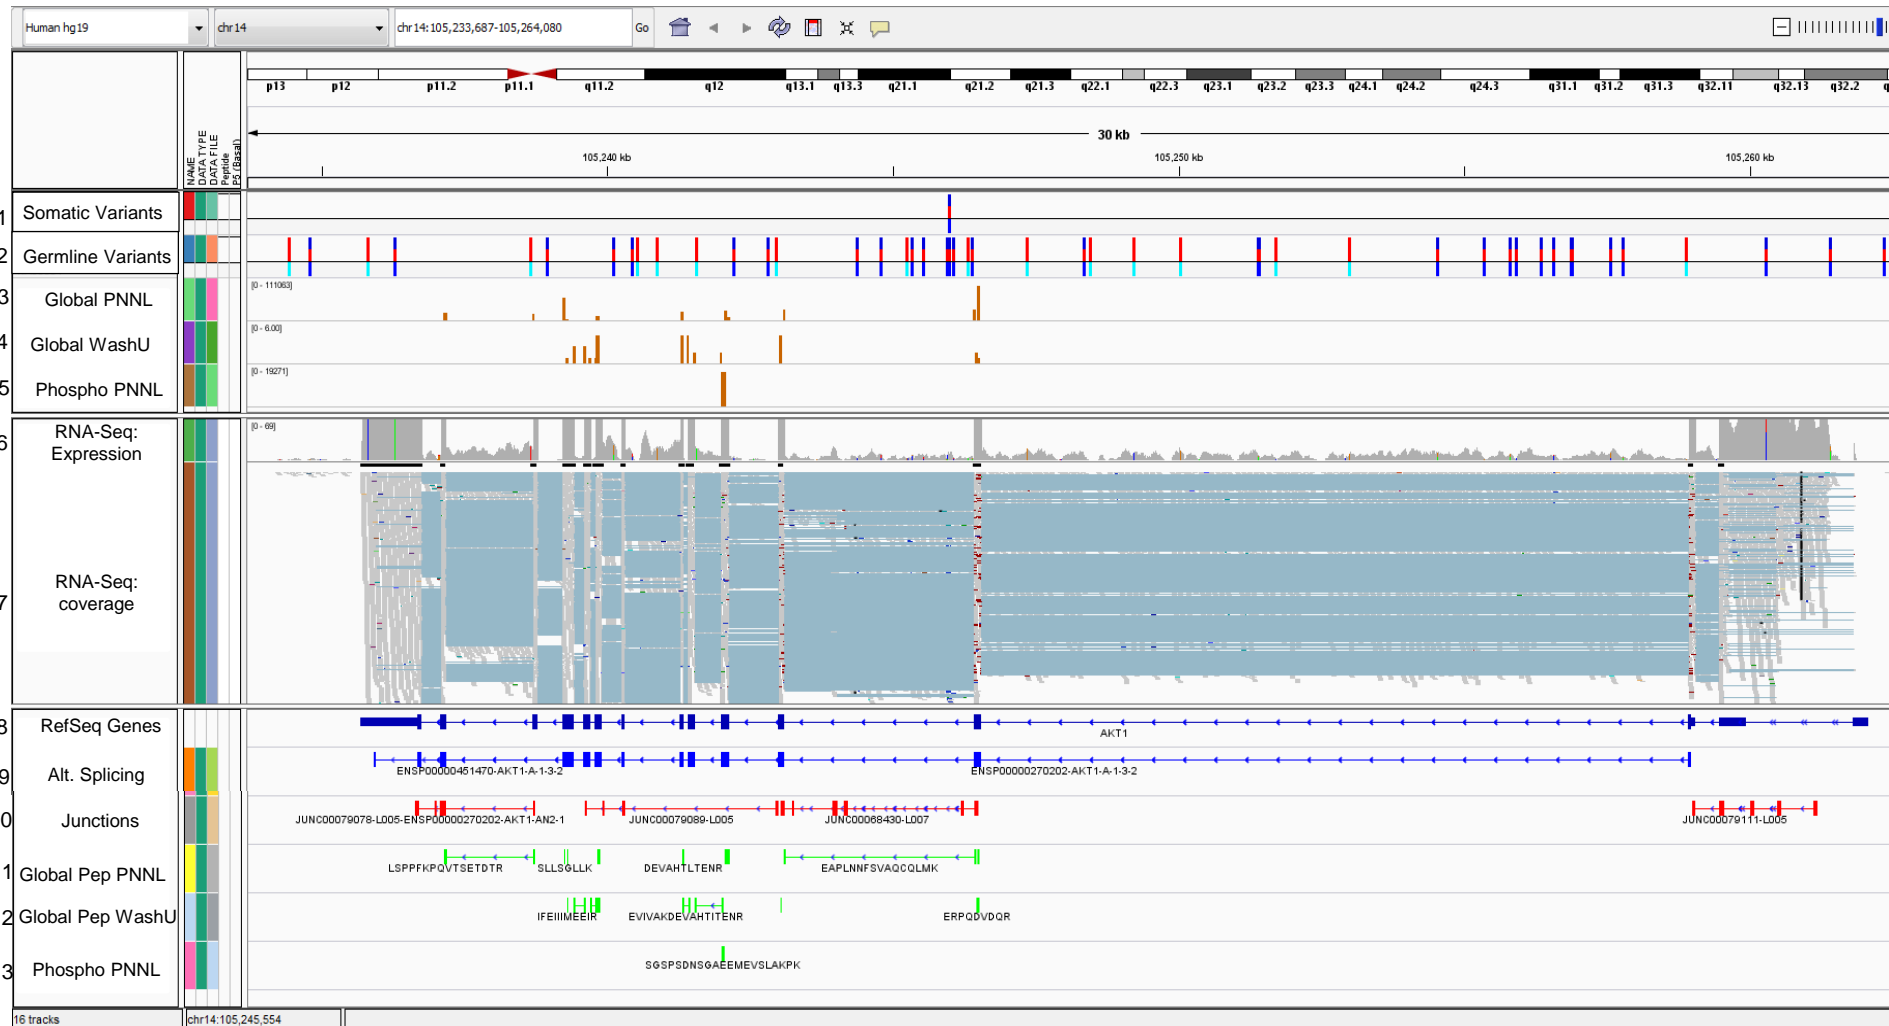 Human hg19
chr14
chr14:105,233,687-105,264,080
Go
p13 p12 p11.2 p11.1 q11.2 q12 q13.1 q13.3 q21.1 q21.2 q21.3 q22.1 q22.3 q23.1 q23.2 q23.3 q24.1 q24.2 q24.3 q31.1 q31.2 q31.3 q32.11 q32.13 q32.2
NAME
DATA TYPE
DATA FILE
Peptide
P5 (Basal)
30 kb
105,240 kb 105,250 kb 105,260 kb
1 Somatic Variants
2 Germline Variants
3 Global PNNL [0 - 111063]
4 Global WashU [0 - 6.00]
5 Phospho PNNL [0 - 19271]
6 RNA-Seq:
Expression
[0 - 69]
7 RNA-Seq:
coverage
8 RefSeq Genes
AKT1
9 Alt. Splicing
ENSP00000451470-AKT1-A-1-3-2 ENSP00000270202-AKT1-A-1-3-2
0 Junctions
JUNC00079078-L005-ENSP00000270202-AKT1-AN2-1 JUNC00079089-L005 JUNC00068430-L007 JUNC00079111-L005
1 Global Pep PNNL
LSPPFKPQVTSETDTR SLLSGLLK DEVAHTLTENR EAPLNNFSVAQCQLMK
2 Global Pep WashU
IFEIIIMEEIR EVIVAKDEVAHTITENR ERPQDVDQR
3 Phospho PNNL
SGSPSDNSGAEEMEVSLAKPK
16 tracks chr14:105,245,554